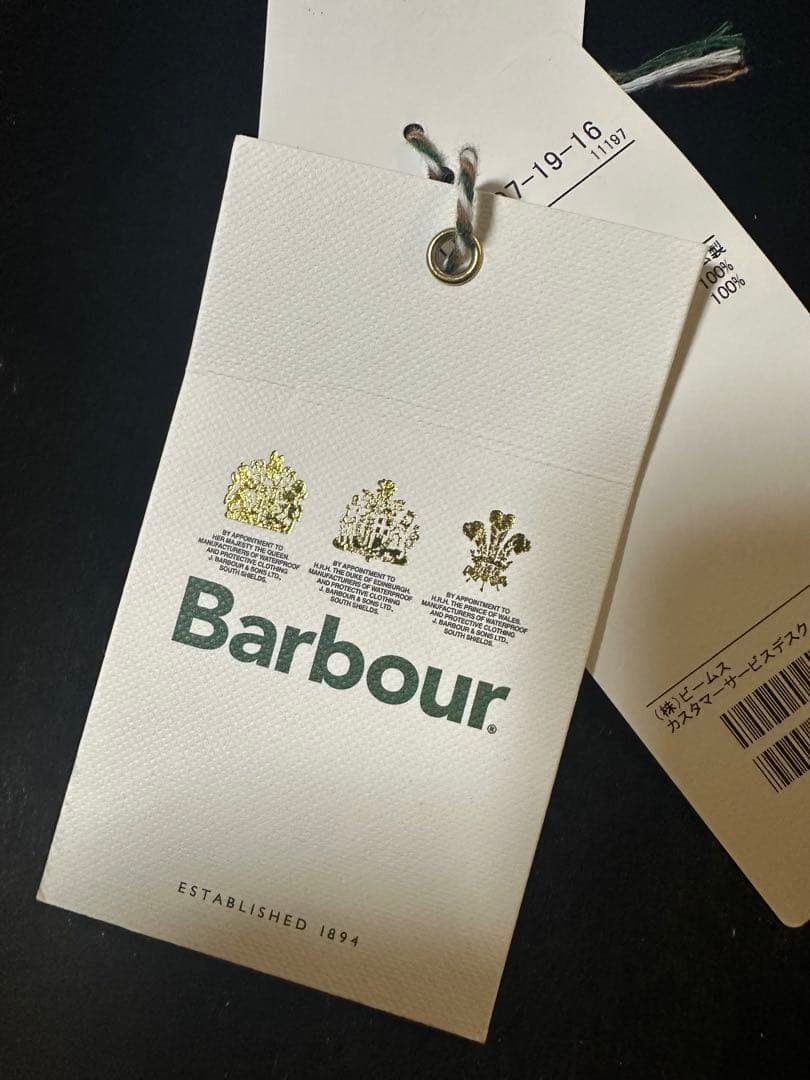 7-19-16
11197
製
100%
100%
BY APPOINTMENT TO
HER MAJESTY THE QUEEN.
MANUFACTURERS OF WATERPROOF
AND PROTECTIVE CLOTHING
J. BARBOUR & SONS LTD.,
SOUTH SHIELDS.
BY APPOINTMENT TO
H.R.H. THE DUKE OF EDINBURGH.
MANUFACTURERS OF WATERPROOF
AND PROTECTIVE CLOTHING
J. BARBOUR & SONS LTD.,
SOUTH SHIELDS.
BY APPOINTMENT TO
H.R.H. THE PRINCE OF WALES.
MANUFACTURERS OF WATERPROOF
AND PROTECTIVE CLOTHING
J. BARBOUR & SONS LTD.,
SOUTH SHIELDS.
Barbour®
ESTABLISHED 1894
(株)ビームス
カスタマーサービスデスク